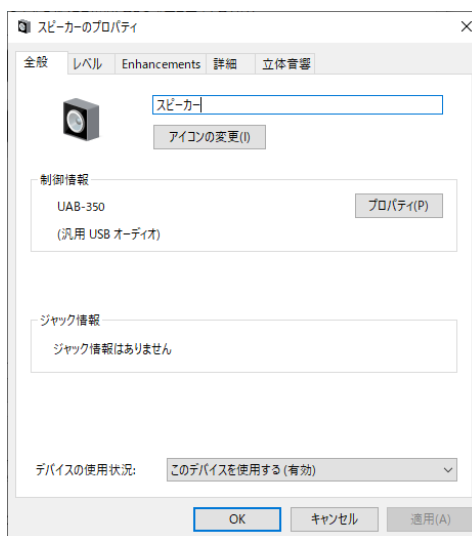 スピーカーのプロパティ
全般 レベル Enhancements 詳細 立体音響
スピーカー
アイコンの変更(I)
制御情報
UAB-350 プロパティ(P)
(汎用 USB オーディオ)
ジャック情報
ジャック情報はありません
デバイスの使用状況: このデバイスを使用する (有効)
OK キャンセル 適用(A)